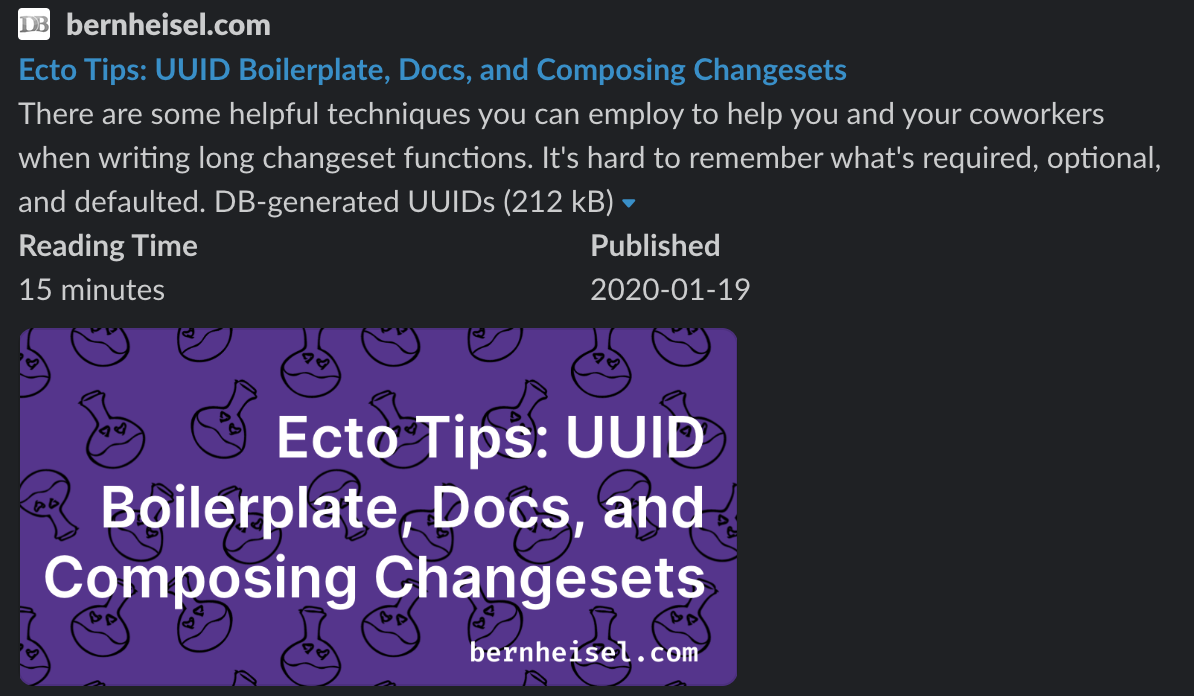 DB bernheisel.com
Ecto Tips: UUID Boilerplate, Docs, and Composing Changesets
There are some helpful techniques you can employ to help you and your coworkers
when writing long changeset functions. It's hard to remember what's required, optional,
and defaulted. DB-generated UUIDs (212 kB)
Reading Time
Published
15 minutes
2020-01-19
Ecto Tips: UUID
Boilerplate, Docs, and
Composing Changesets
bernheisel.com